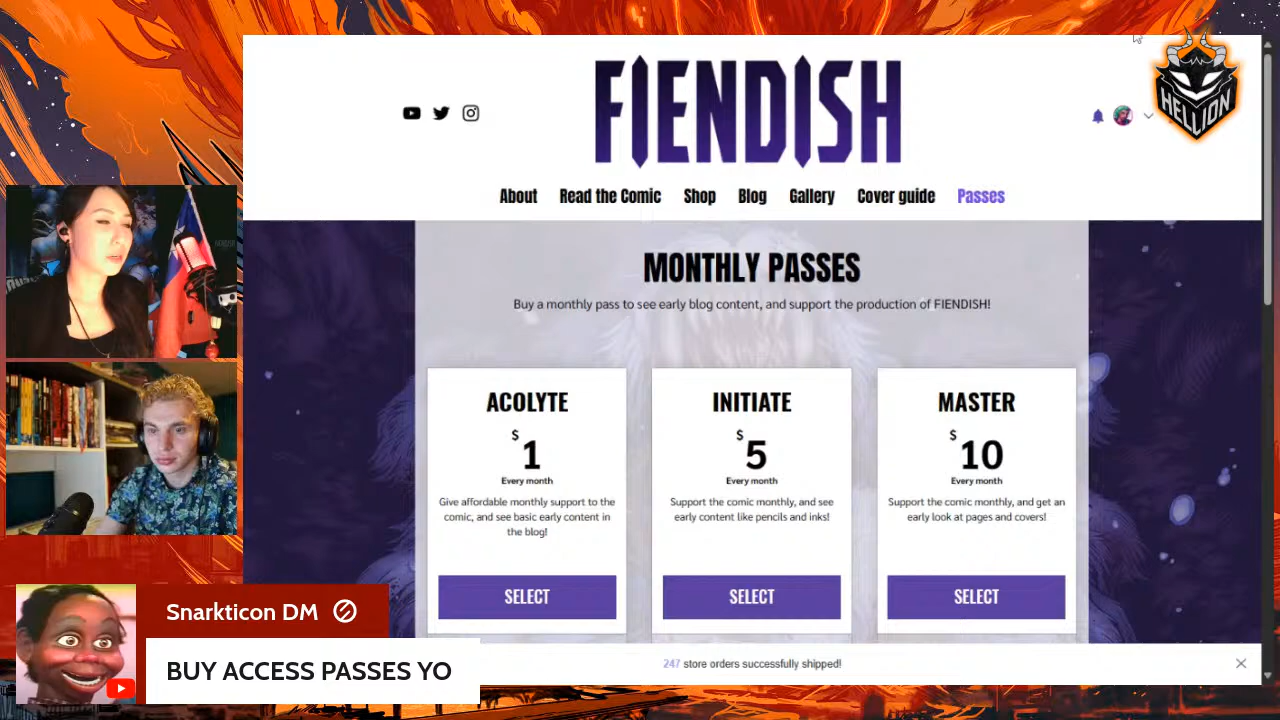 FIENDISH
HELLION
About Read the Comic Shop Blog Gallery Cover guide Passes
MONTHLY PASSES
Buy a monthly pass to see early blog content, and support the production of FIENDISH!
ACOLYTE
$1
Every month
Give affordable monthly support to the
comic, and see basic early content in
the blog!
SELECT
INITIATE
$5
Every month
Support the comic monthly, and see
early content like pencils and inks!
SELECT
MASTER
$10
Every month
Support the comic monthly, and get an
early look at pages and covers!
SELECT
247 store orders successfully shipped!
Snarkticon DM
BUY ACCESS PASSES YO